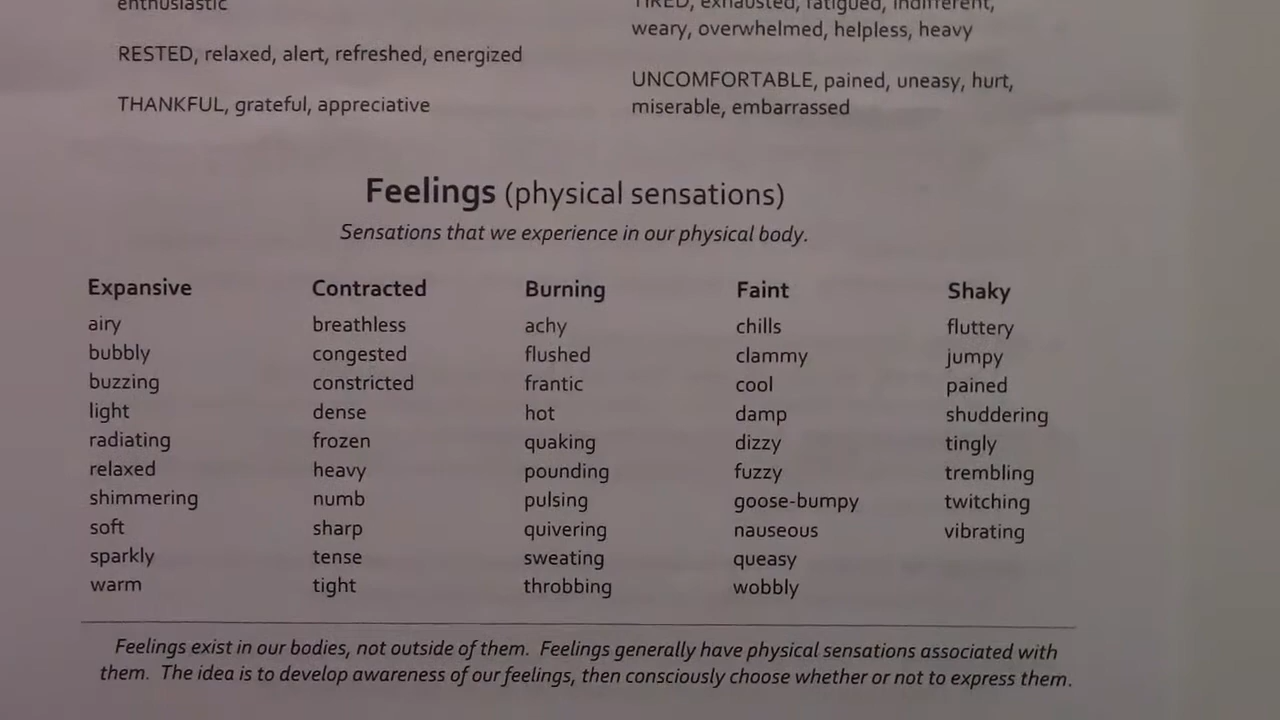 enthusiastic
RESTED, relaxed, alert, refreshed, energized
THANKFUL, grateful, appreciative
TIRED, exhausted, fatigued, indifferent,
weary, overwhelmed, helpless, heavy
UNCOMFORTABLE, pained, uneasy, hurt,
miserable, embarrassed
Feelings (physical sensations)
Sensations that we experience in our physical body.
Expansive
airy
bubbly
buzzing
light
radiating
relaxed
shimmering
soft
sparkly
warm
Contracted
breathless
congested
constricted
dense
frozen
heavy
numb
sharp
tense
tight
Burning
achy
flushed
frantic
hot
quaking
pounding
pulsing
quivering
sweating
throbbing
Faint
chills
clammy
cool
damp
dizzy
fuzzy
goose-bumpy
nauseous
queasy
wobbly
Shaky
fluttery
jumpy
pained
shuddering
tingly
trembling
twitching
vibrating
Feelings exist in our bodies, not outside of them. Feelings generally have physical sensations associated with
them. The idea is to develop awareness of our feelings, then consciously choose whether or not to express them.